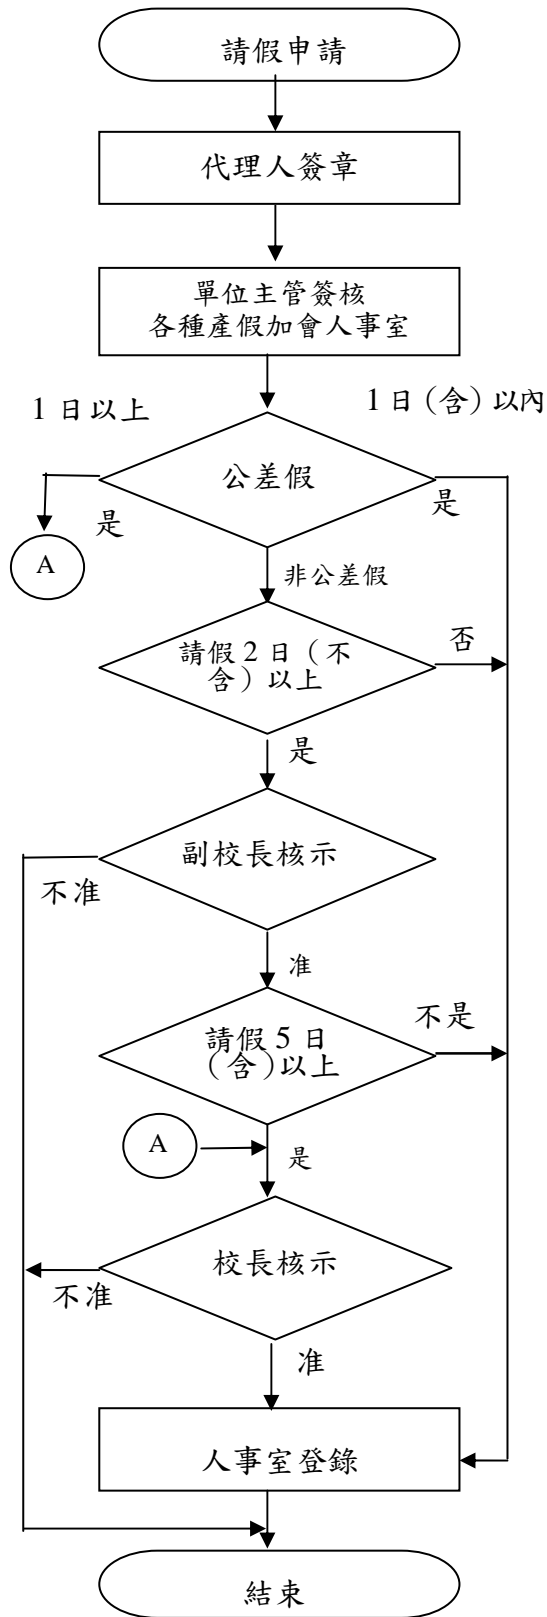 請假申請
代理人簽章
單位主管簽核
各種產假加會人事室
1 日以上
1 日（含）以內
公差假
是
是
A
非公差假
請假 2 日（不
含）以上
否
是
副校長核示
不准
准
請假 5 日
（含）以上
不是
A
是
校長核示
不准
准
人事室登錄
結束